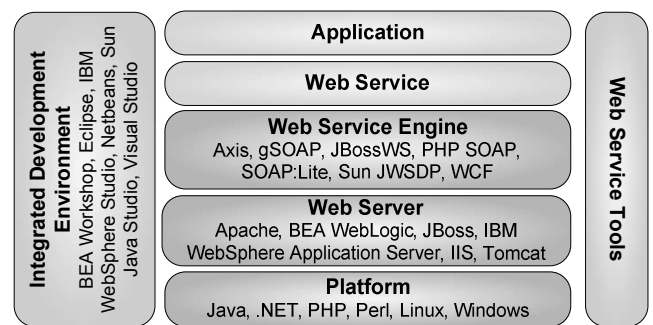 Integrated Development
Environment
BEA Workshop, Eclipse, IBM
WebSphere Studio, Netbeans, Sun
Java Studio, Visual Studio
Application
Web Service
Web Service Engine
Axis, gSOAP, JBossWS, PHP SOAP,
SOAP:Lite, Sun JWSDP, WCF
Web Server
Apache, BEA WebLogic, JBoss, IBM
WebSphere Application Server, IIS, Tomcat
Platform
Java, .NET, PHP, Perl, Linux, Windows
Web Service Tools